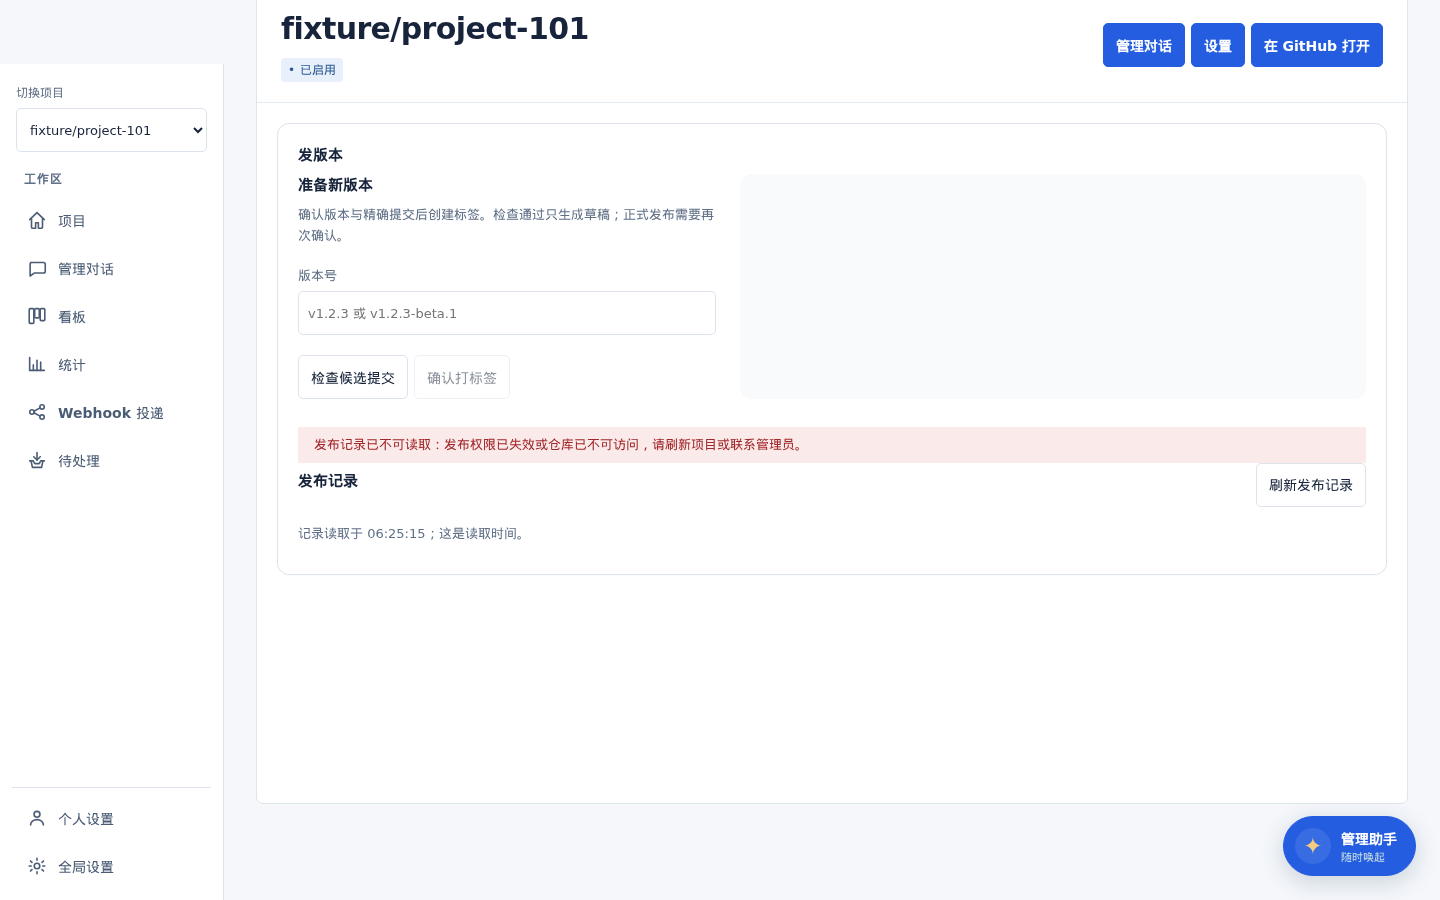 fixture/project-101
• 已启用
管理对话
设置
在 GitHub 打开
切换项目
fixture/project-101
工作区
项目
管理对话
看板
统计
Webhook 投递
待处理
个人设置
全局设置
发版本
准备新版本
确认版本与精确提交后创建标签。检查通过只生成草稿；正式发布需要再
次确认。
版本号
v1.2.3 或 v1.2.3-beta.1
检查候选提交
确认打标签
发布记录已不可读取：发布权限已失效或仓库已不可访问，请刷新项目或联系管理员。
发布记录
刷新发布记录
记录读取于 06:25:15；这是读取时间。
管理助手
随时唤起